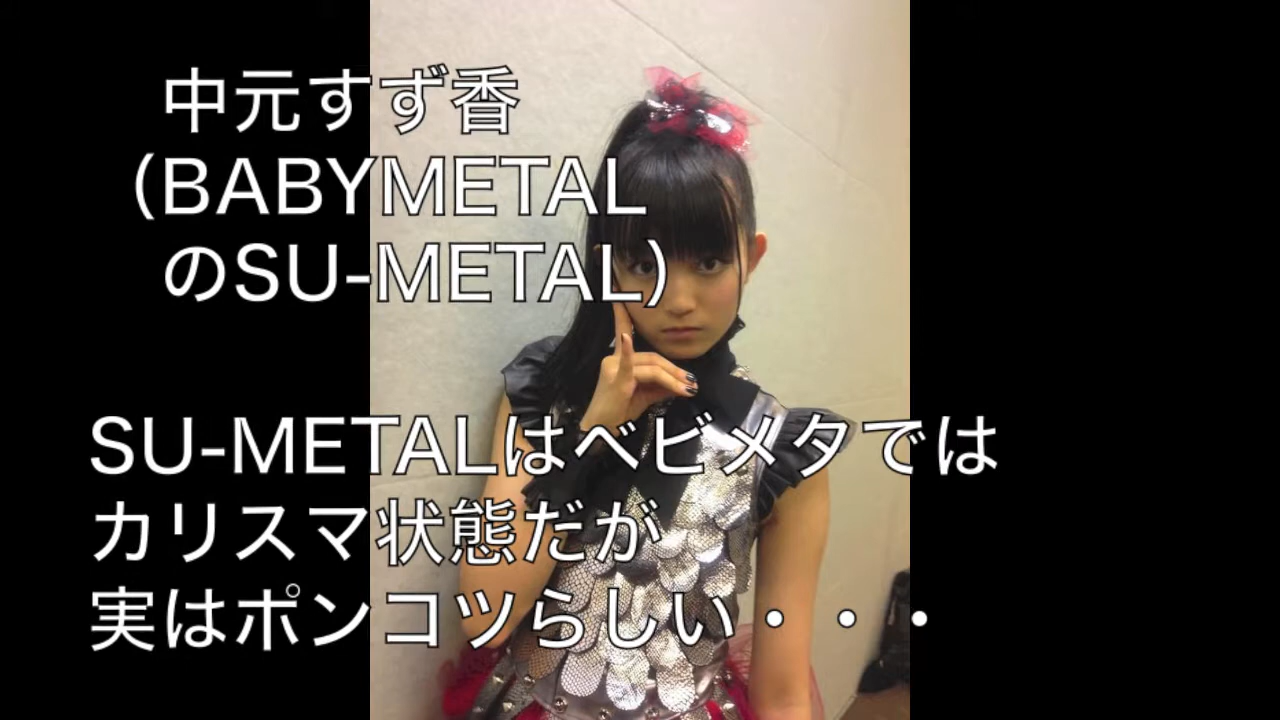 中元すず香
（BABYMETAL
のSU-METAL）
SU-METALはベビメタでは
カリスマ状態だが
実はポンコツらしい・・・